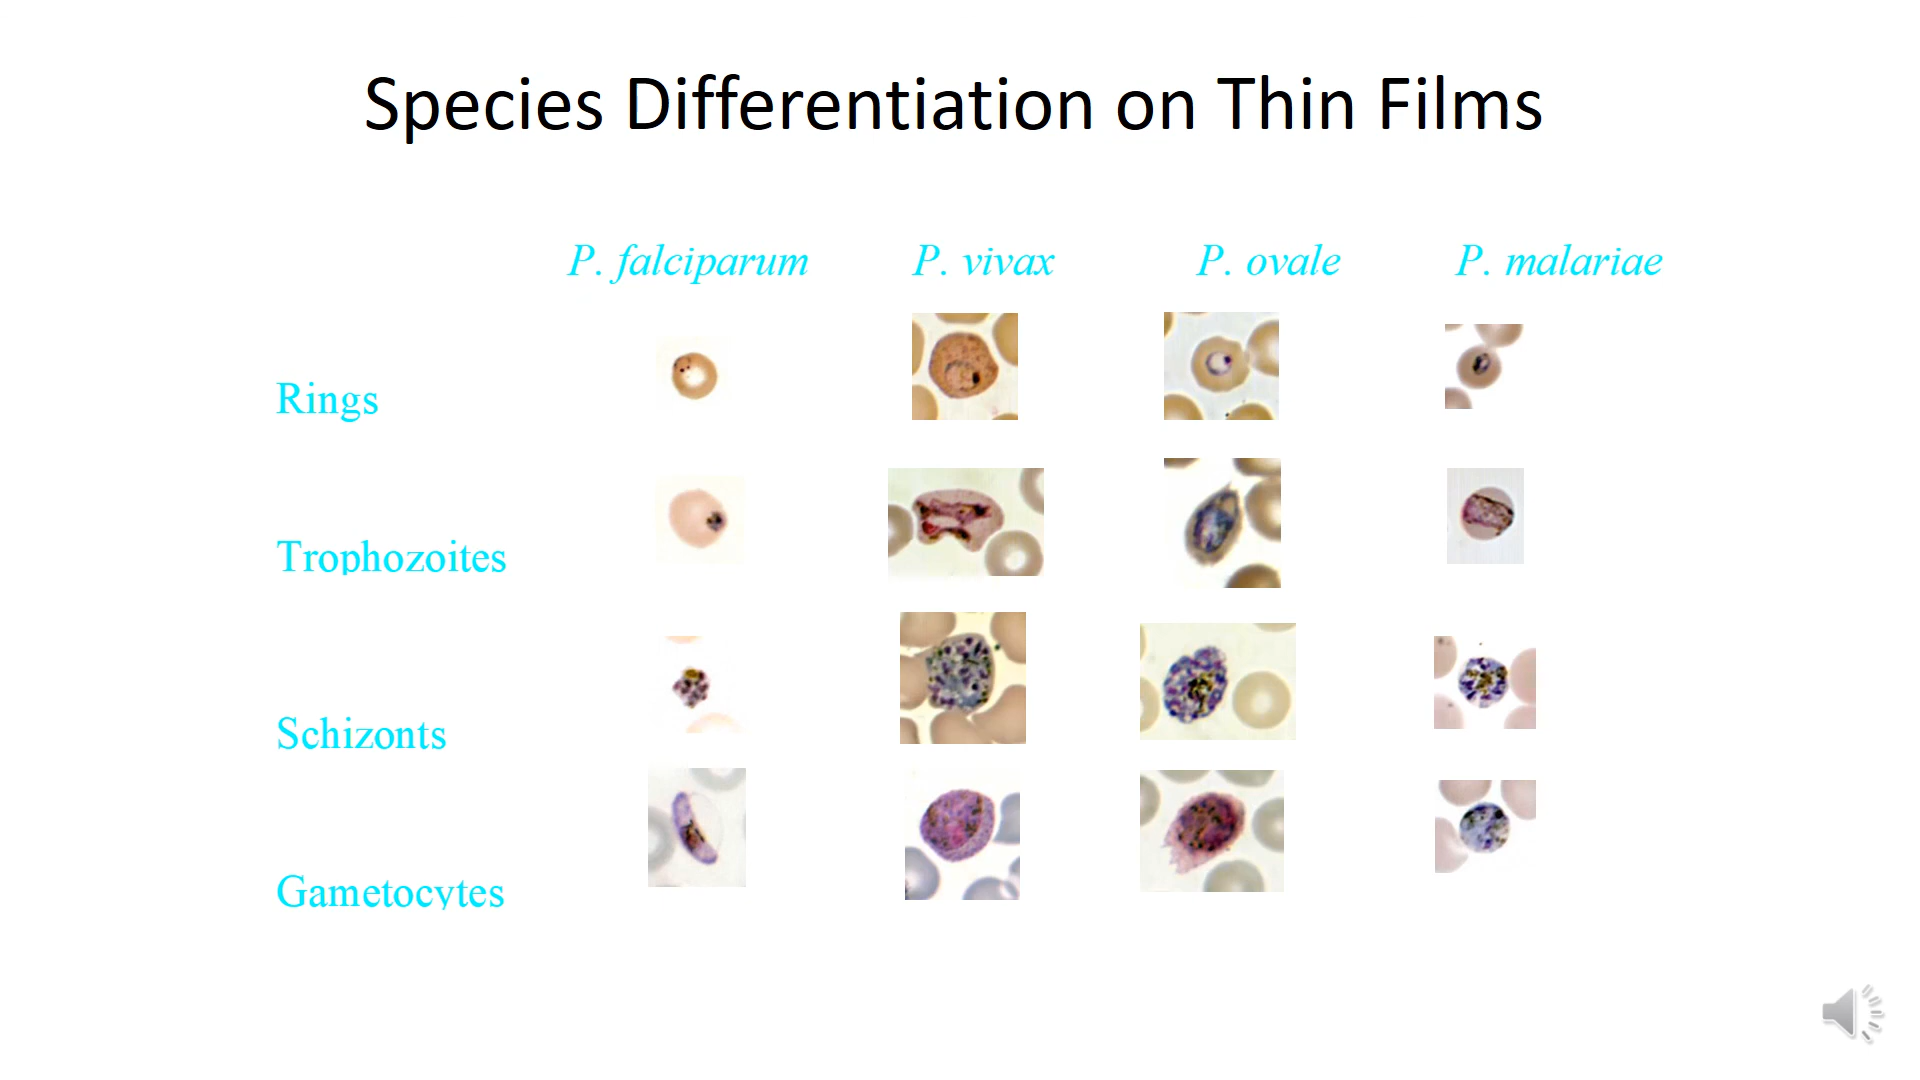 Species Differentiation on Thin Films
P. falciparum P. vivax P. ovale P. malariae
Rings
Trophozoites
Schizonts
Gametocytes